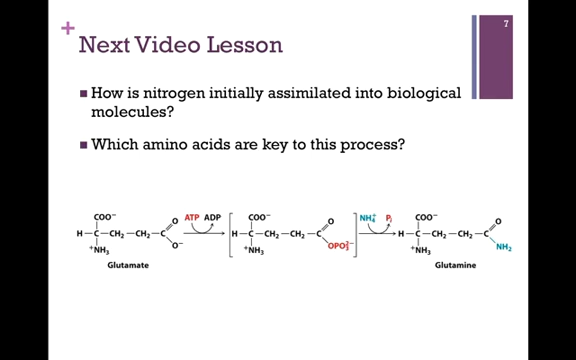 7
+
Next Video Lesson
■ How is nitrogen initially assimilated into biological
molecules?
■ Which amino acids are key to this process?
COO⁻
H—C—CH₂—CH₂—C
O
O⁻
⁺NH₃
Glutamate
ATP ADP
COO⁻
H—C—CH₂—CH₂—C
O
OPO₃²⁻
⁺NH₃
NH₄⁺ Pᵢ
COO⁻
H—C—CH₂—CH₂—C
O
NH₂
⁺NH₃
Glutamine